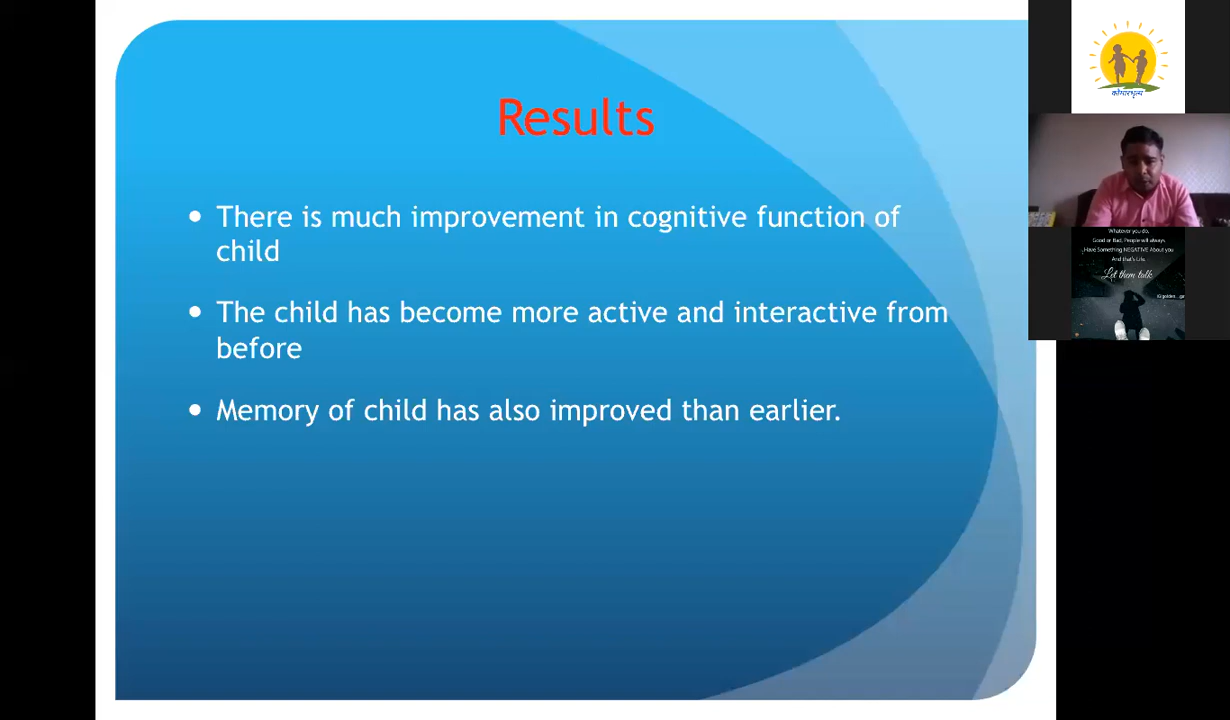 Results
There is much improvement in cognitive function of
child
The child has become more active and interactive from
before
Memory of child has also improved than earlier.
कौमारभृत्य
Whatever you do,
Good or Bad, People will always
Have Something NEGATIVE About you
And that's Life.
Let them talk